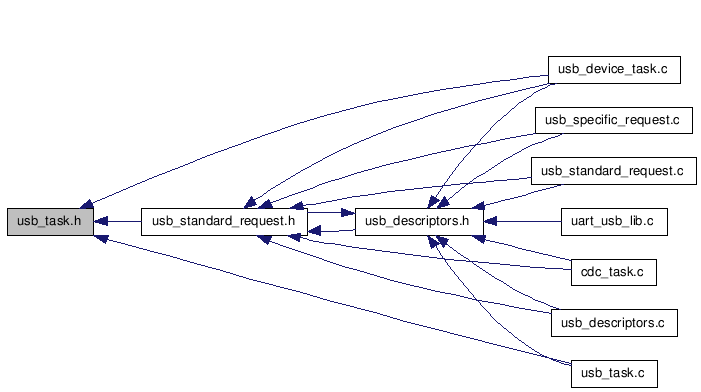 usb_device_task.c
usb_specific_request.c
usb_standard_request.c
usb_task.h
usb_standard_request.h
usb_descriptors.h
uart_usb_lib.c
cdc_task.c
usb_descriptors.c
usb_task.c